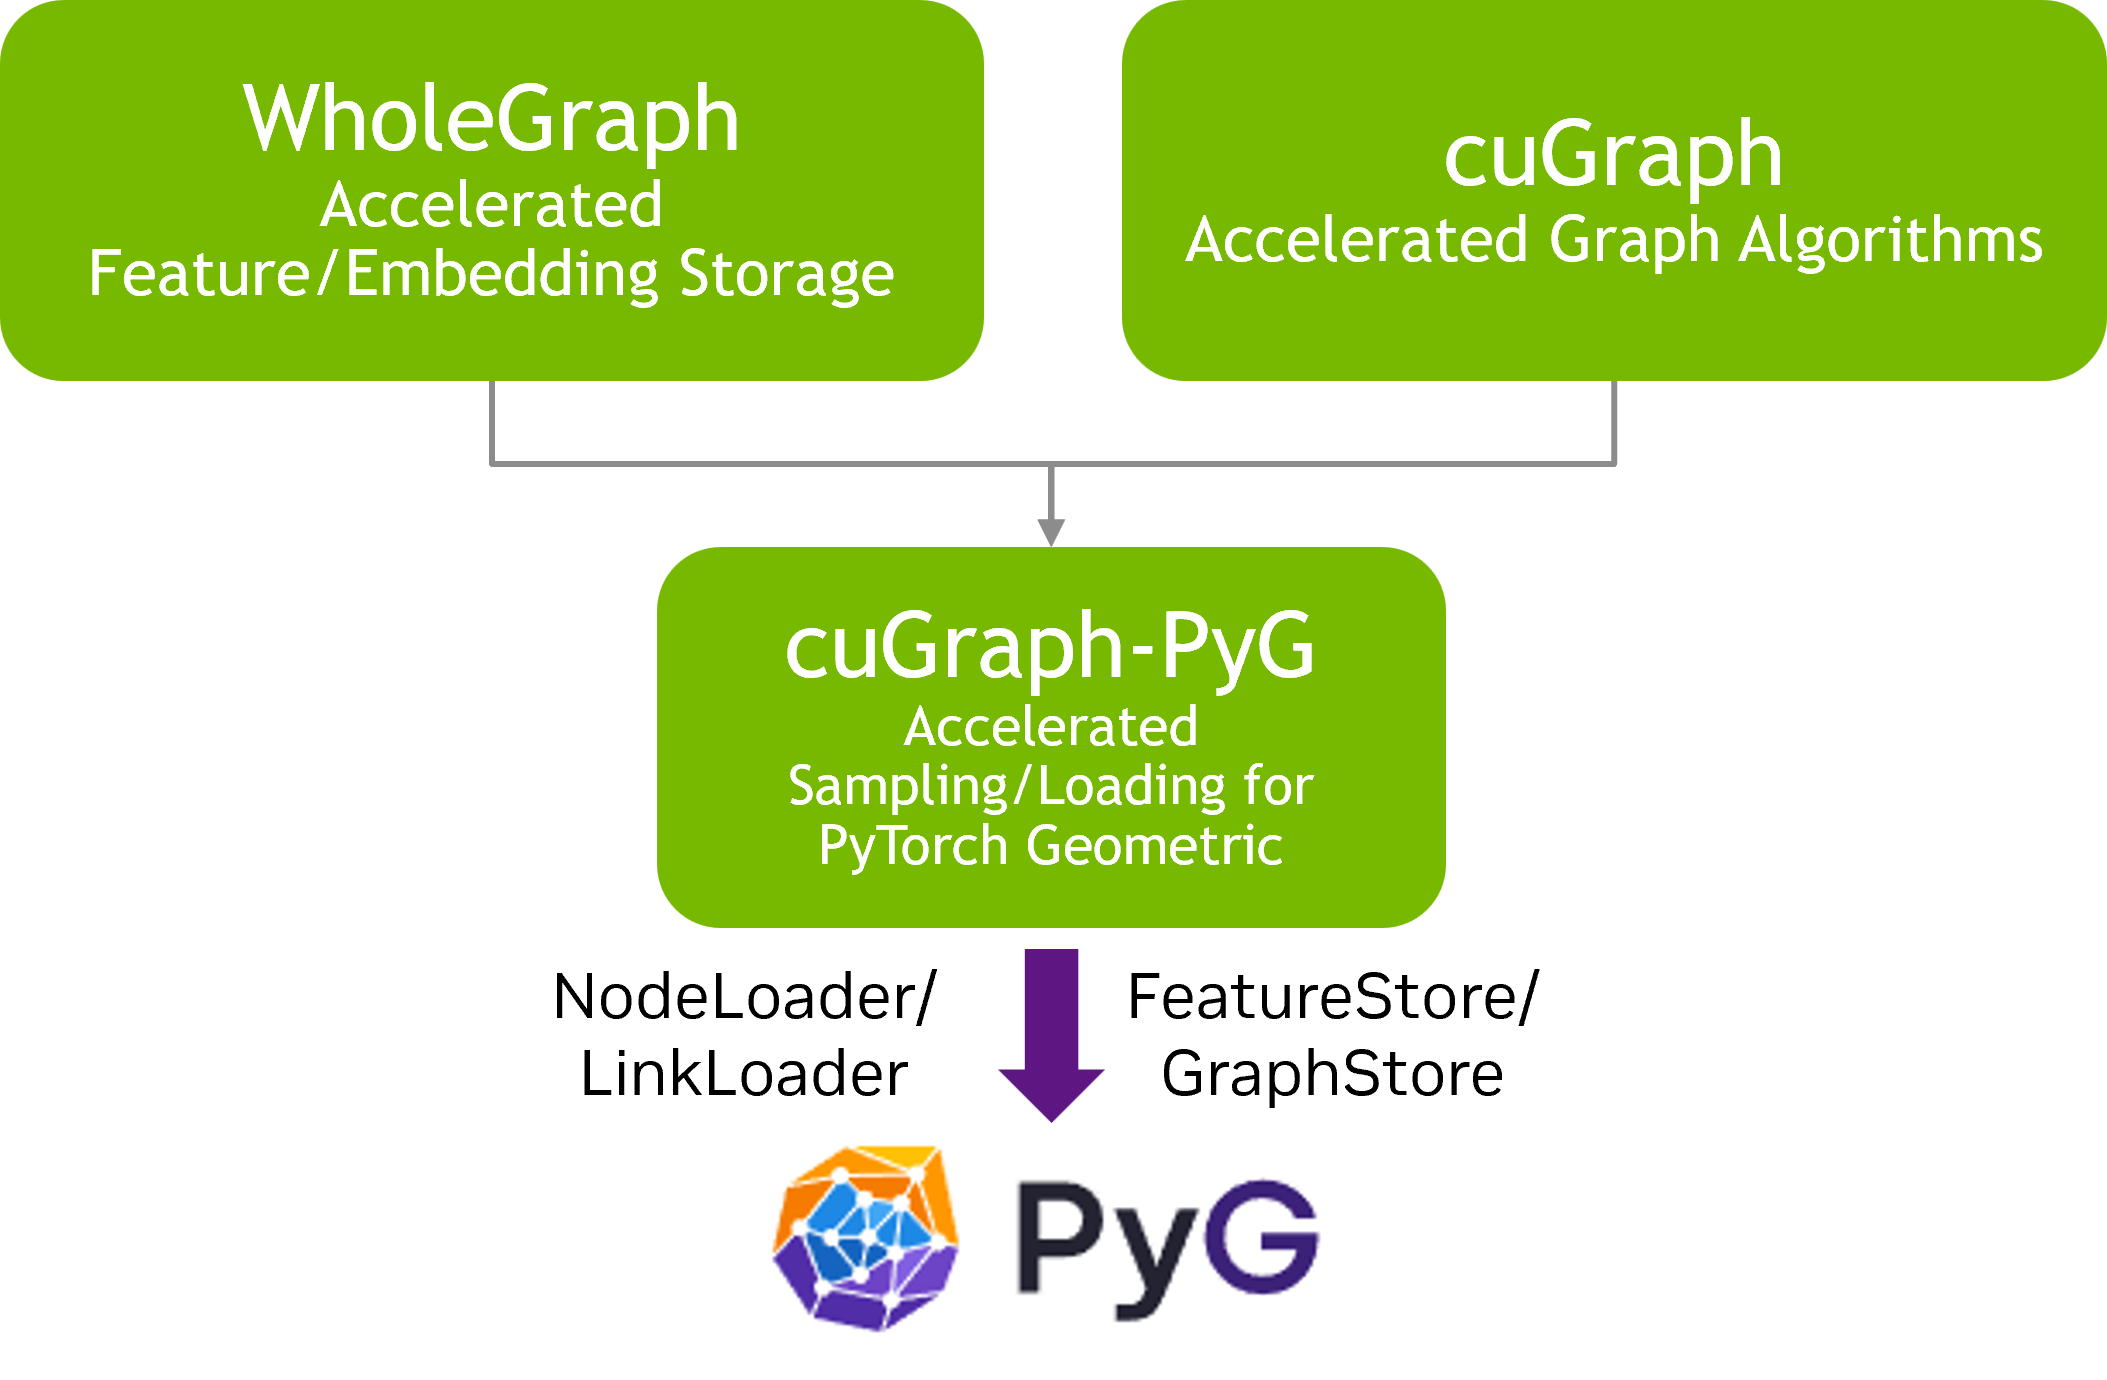 WholeGraph
Accelerated
Feature/Embedding Storage
cuGraph
Accelerated Graph Algorithms
cuGraph-PyG
Accelerated
Sampling/Loading for
PyTorch Geometric
NodeLoader/
LinkLoader
FeatureStore/
GraphStore
PyG